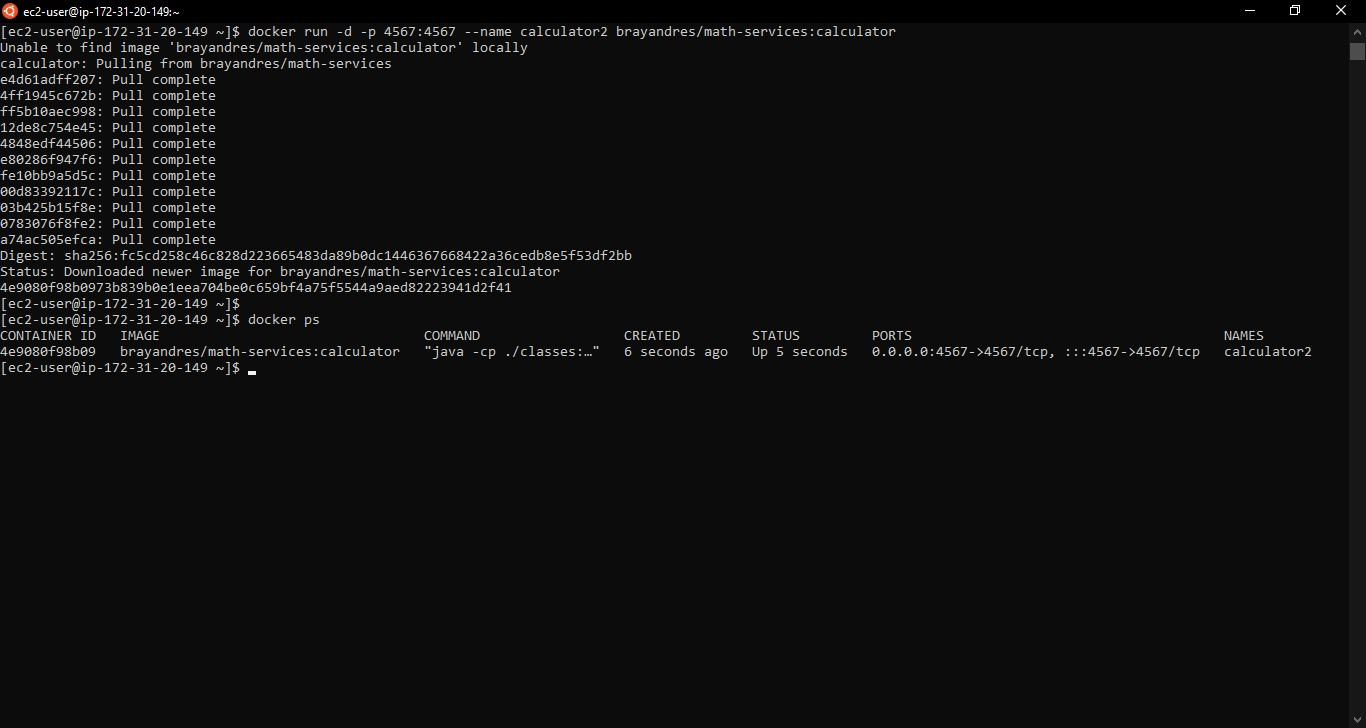 ec2-user@ip-172-31-20-149:~
[ec2-user@ip-172-31-20-149 ~]$ docker run -d -p 4567:4567 --name calculator2 brayandres/math-services:calculator
Unable to find image 'brayandres/math-services:calculator' locally
calculator: Pulling from brayandres/math-services
e4d61adff207: Pull complete
4ff1945c672b: Pull complete
ff5b10aec998: Pull complete
12de8c754e45: Pull complete
4848edf44506: Pull complete
e80286f947f6: Pull complete
fe10bb9a5d5c: Pull complete
00d83392117c: Pull complete
03b425b15f8e: Pull complete
0783076f8fe2: Pull complete
a74ac505efca: Pull complete
Digest: sha256:fc5cd258c46c828d223665483da89b0dc1446367668422a36cedb8e5f53df2bb
Status: Downloaded newer image for brayandres/math-services:calculator
4e9080f98b0973b839b0e1eea704be0c659bf4a75f5544a9aed82223941d2f41
[ec2-user@ip-172-31-20-149 ~]$
[ec2-user@ip-172-31-20-149 ~]$ docker ps
CONTAINER ID   IMAGE                                 COMMAND                  CREATED         STATUS         PORTS                                       NAMES
4e9080f98b09   brayandres/math-services:calculator   "java -cp ./classes:…"   6 seconds ago   Up 5 seconds   0.0.0.0:4567->4567/tcp, :::4567->4567/tcp   calculator2
[ec2-user@ip-172-31-20-149 ~]$